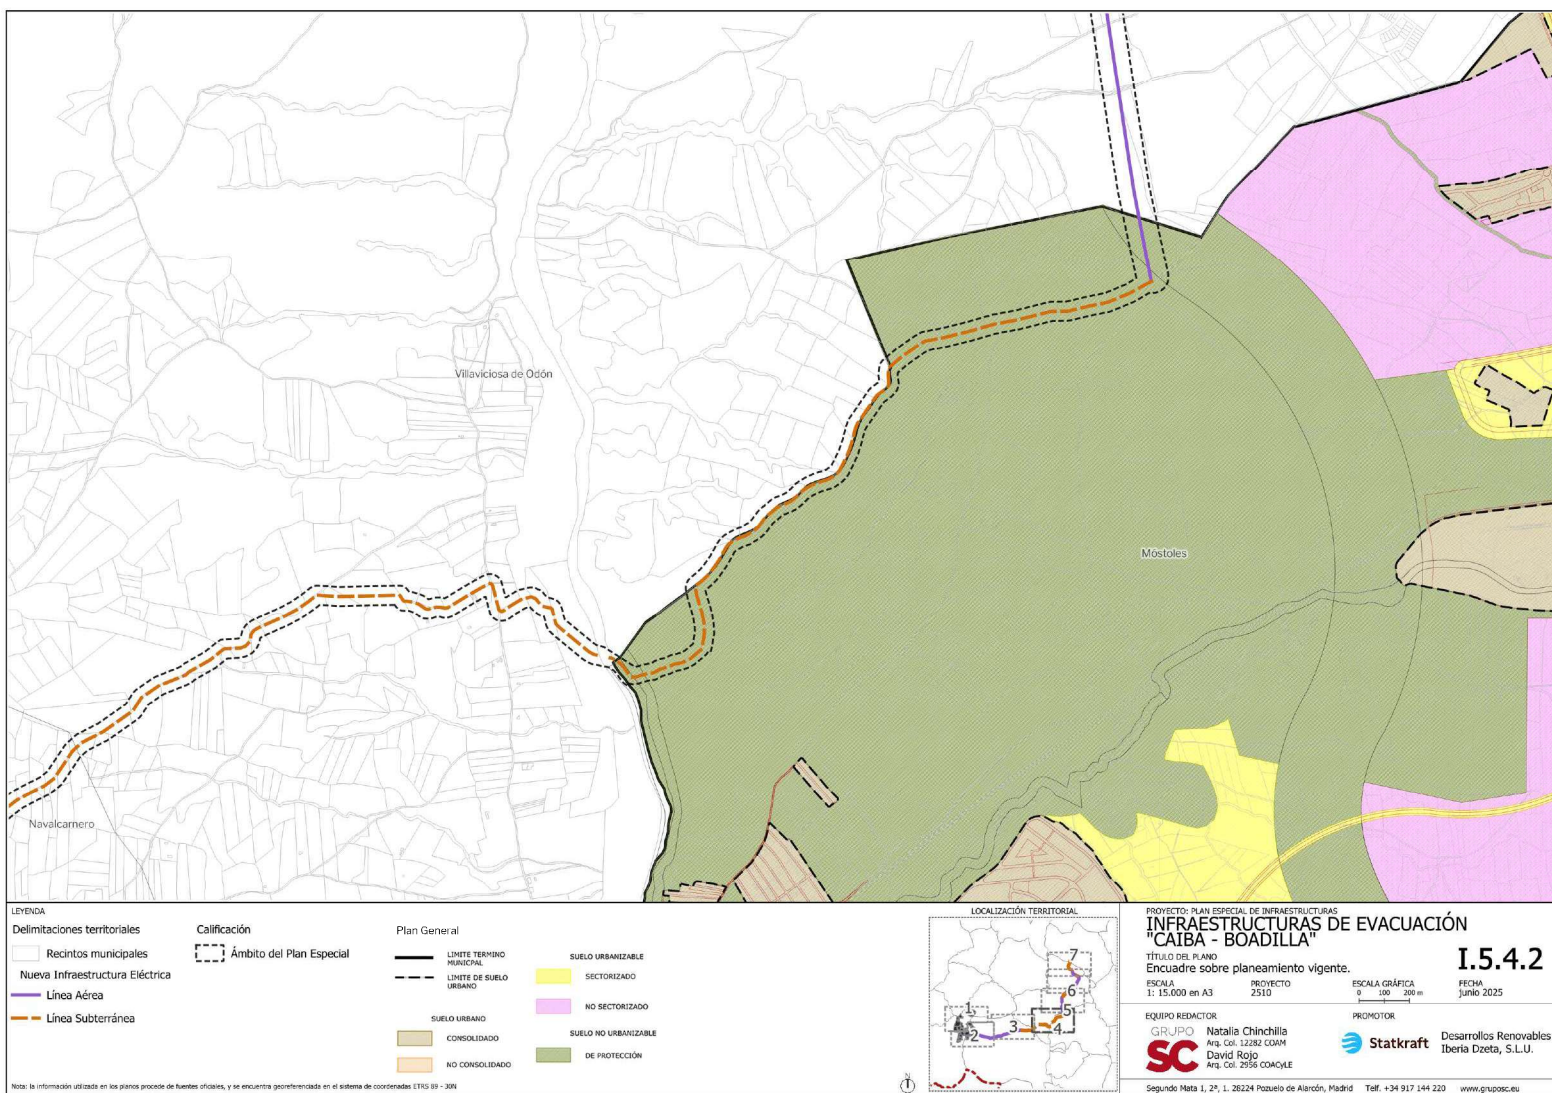 Villaviciosa de Odón
Móstoles
Navalcarnero
LEYENDA
Delimitaciones territoriales
Recintos municipales
Nueva Infraestructura Eléctrica
Línea Aérea
Línea Subterránea
Calificación
Ámbito del Plan Especial
Plan General
LIMITE TERMINO
MUNICPAL
LIMITE DE SUELO
URBANO
SUELO URBANO
CONSOLIDADO
NO CONSOLIDADO
SUELO URBANIZABLE
SECTORIZADO
NO SECTORIZADO
SUELO NO URBANIZABLE
DE PROTECCIÓN
Nota: la información utilizada en los planos procede de fuentes oficiales, y se encuentra georeferenciada en el sistema de coordenadas ETRS 89 - 30N
N
LOCALIZACIÓN TERRITORIAL
7
6
1
5
2
3
4
PROYECTO: PLAN ESPECIAL DE INFRAESTRUCTURAS
INFRAESTRUCTURAS DE EVACUACIÓN
"CAIBA - BOADILLA"
TÍTULO DEL PLANO
Encuadre sobre planeamiento vigente.
I.5.4.2
ESCALA
1: 15.000 en A3
PROYECTO
2510
ESCALA GRÁFICA
0 100 200 m
FECHA
junio 2025
EQUIPO REDACTOR
GRUPO
SC
Natalia Chinchilla
Arq. Col. 12282 COAM
David Rojo
Arq. Col. 2956 COACyLE
PROMOTOR
Statkraft
Desarrollos Renovables
Iberia Dzeta, S.L.U.
Segundo Mata 1, 2ª, 1. 28224 Pozuelo de Alarcón, Madrid Telf. +34 917 144 220 www.gruposc.eu